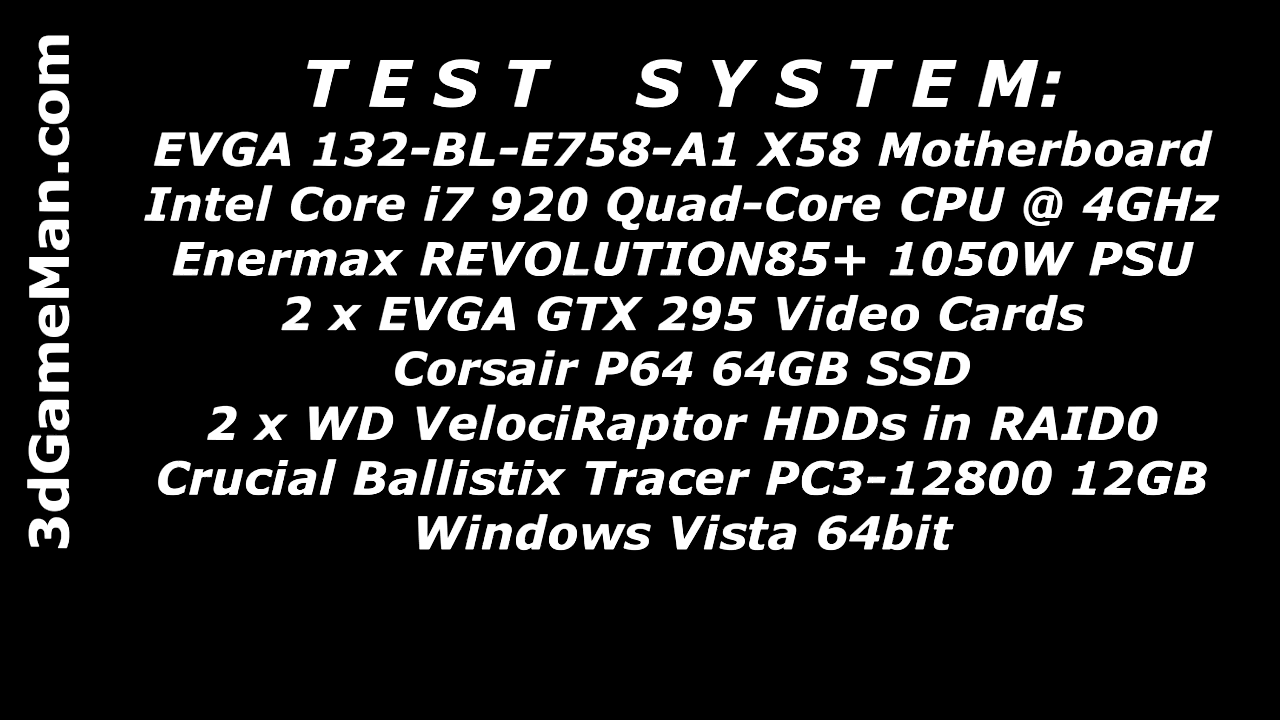 3dGameMan.com
T E S T  S Y S T E M:
EVGA 132-BL-E758-A1 X58 Motherboard
Intel Core i7 920 Quad-Core CPU @ 4GHz
Enermax REVOLUTION85+ 1050W PSU
2 x EVGA GTX 295 Video Cards
Corsair P64 64GB SSD
2 x WD VelociRaptor HDDs in RAID0
Crucial Ballistix Tracer PC3-12800 12GB
Windows Vista 64bit